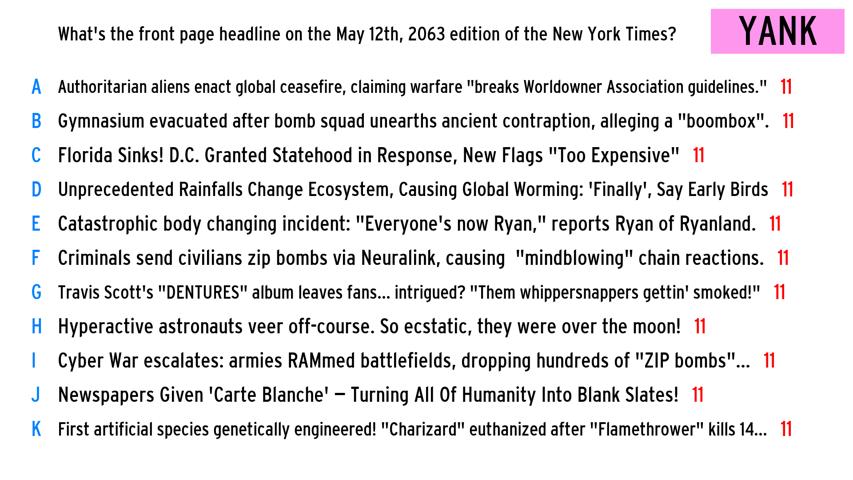 What's the front page headline on the May 12th, 2063 edition of the New York Times?
YANK
A Authoritarian aliens enact global ceasefire, claiming warfare "breaks Worldowner Association guidelines." 11
B Gymnasium evacuated after bomb squad unearths ancient contraption, alleging a "boombox". 11
C Florida Sinks! D.C. Granted Statehood in Response, New Flags "Too Expensive" 11
D Unprecedented Rainfalls Change Ecosystem, Causing Global Worming: 'Finally', Say Early Birds 11
E Catastrophic body changing incident: "Everyone's now Ryan," reports Ryan of Ryanland. 11
F Criminals send civilians zip bombs via Neuralink, causing "mindblowing" chain reactions. 11
G Travis Scott's "DENTURES" album leaves fans... intrigued? "Them whippersnappers gettin' smoked!" 11
H Hyperactive astronauts veer off-course. So ecstatic, they were over the moon! 11
I Cyber War escalates: armies RAMmed battlefields, dropping hundreds of "ZIP bombs"... 11
J Newspapers Given 'Carte Blanche' – Turning All Of Humanity Into Blank Slates! 11
K First artificial species genetically engineered! "Charizard" euthanized after "Flamethrower" kills 14... 11